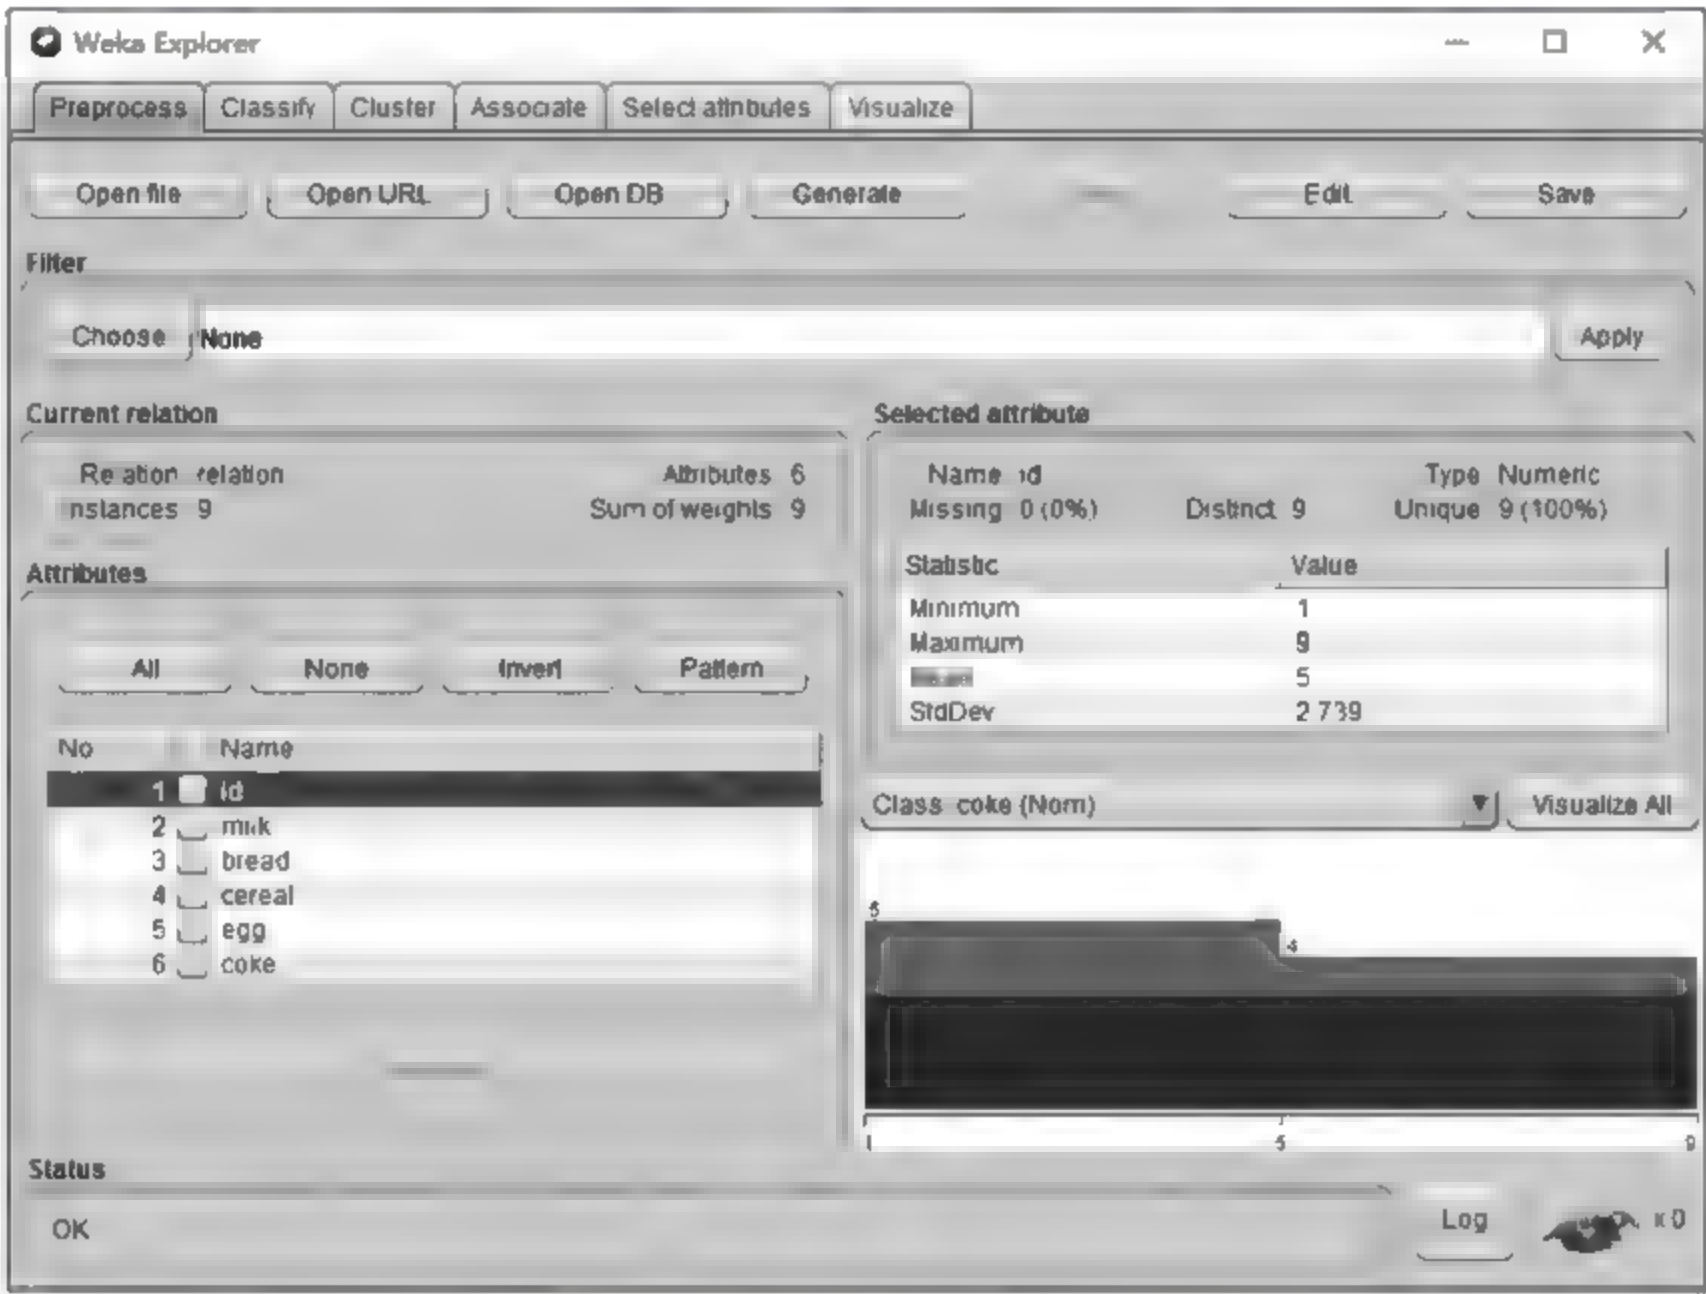 Weka Explorer
Preprocess Classify Cluster Associate Select attributes Visualize
Open file Open URL Open DB Generate Edit Save
Filter
Choose None Apply
Current relation
Relation relation Attributes 6
Instances 9 Sum of weights 9
Selected attribute
Name id Type Numeric
Missing 0 (0%) Distinct 9 Unique 9 (100%)
Statistic Value
Minimum 1
Maximum 9
5
StdDev 2 739
Attributes
All None Invert Pattern
No Name
1 id
2 milk
3 bread
4 cereal
5 egg
6 coke
Class coke (Nom) Visualize All
5
4
1 5 9
Status
OK
Log x 0